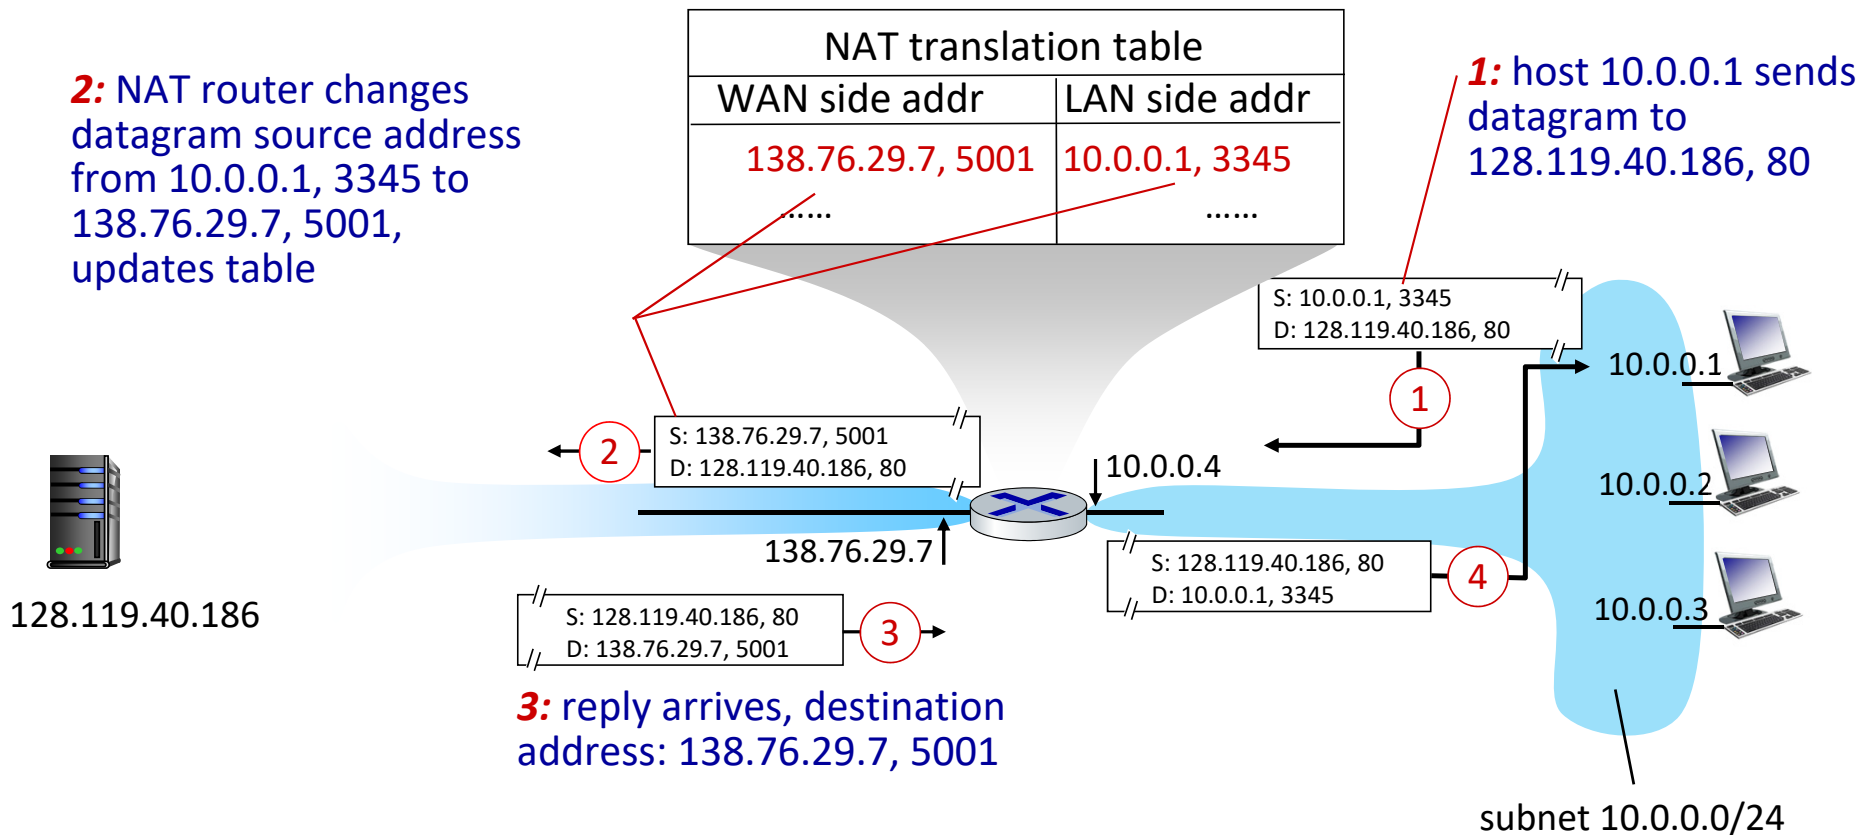 NAT translation table
WAN side addr LAN side addr
138.76.29.7, 5001 10.0.0.1, 3345
...... ......
2: NAT router changes
datagram source address
from 10.0.0.1, 3345 to
138.76.29.7, 5001,
updates table
1: host 10.0.0.1 sends
datagram to
128.119.40.186, 80
S: 10.0.0.1, 3345
D: 128.119.40.186, 80
1
10.0.0.1
2
S: 138.76.29.7, 5001
D: 128.119.40.186, 80
10.0.0.4
10.0.0.2
138.76.29.7
S: 128.119.40.186, 80
D: 10.0.0.1, 3345
4
10.0.0.3
128.119.40.186
S: 128.119.40.186, 80
D: 138.76.29.7, 5001
3
3: reply arrives, destination
address: 138.76.29.7, 5001
subnet 10.0.0.0/24